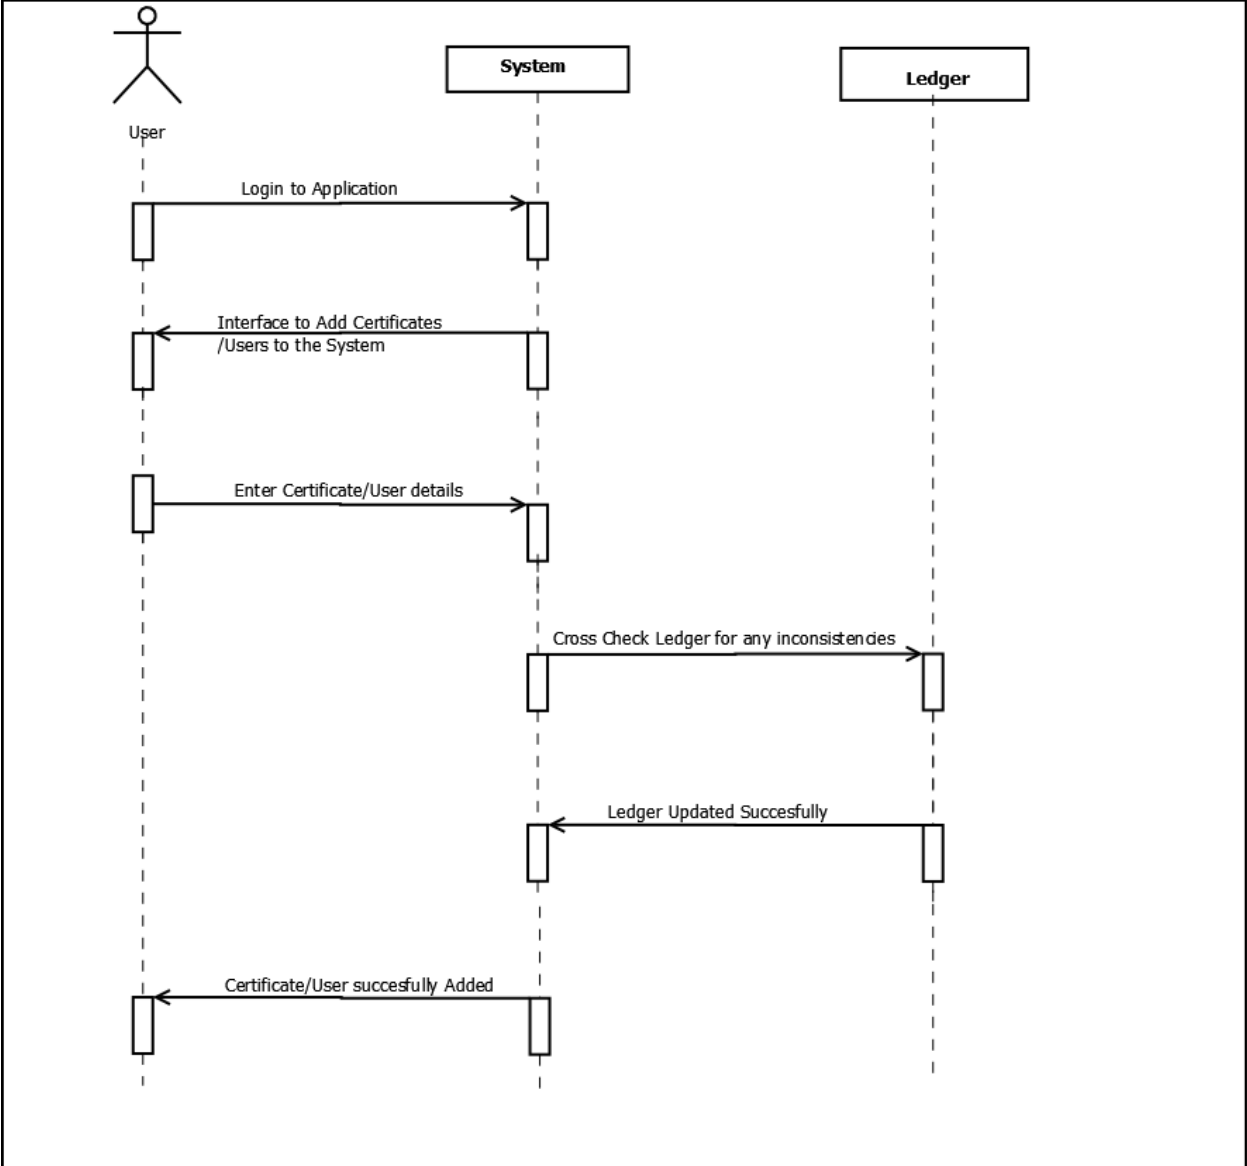 System
Ledger
User
Login to Application
Interface to Add Certificates
/Users to the System
Enter Certificate/User details
Cross Check Ledger for any inconsistencies
Ledger Updated Succesfully
Certificate/User succesfully Added